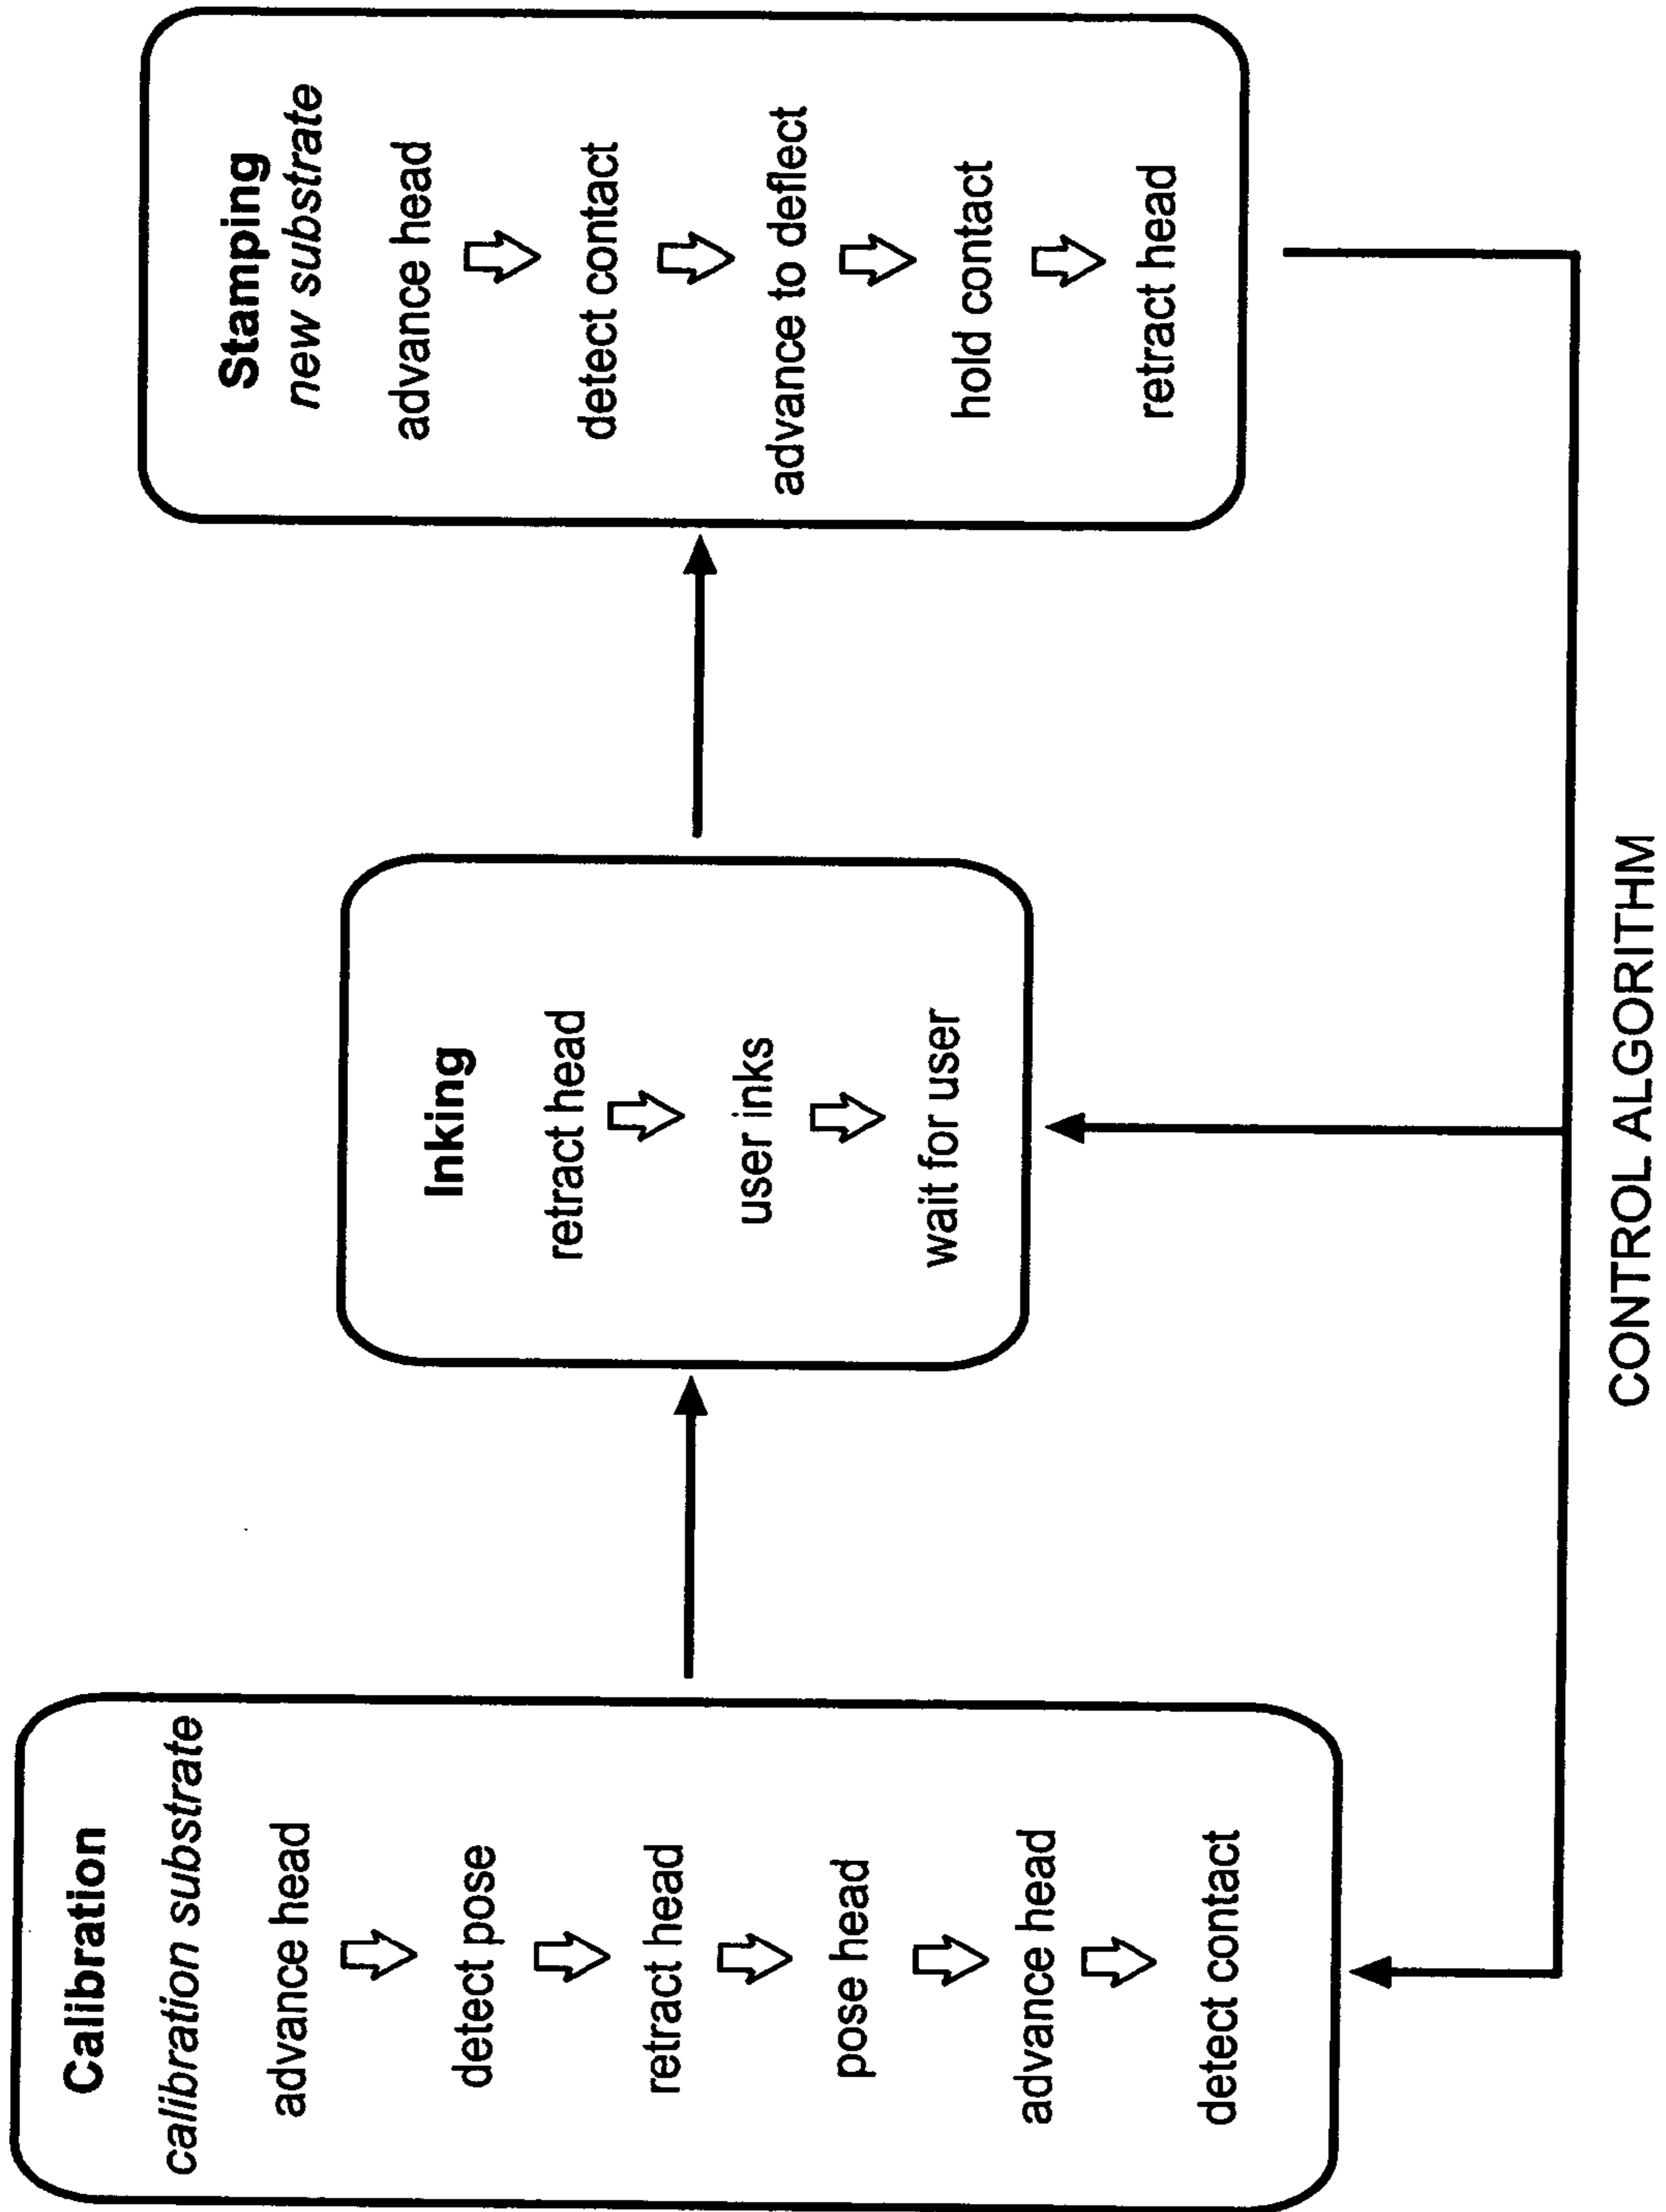 Calibration
calibration substrate
advance head
detect pose
retract head
pose head
advance head
detect contact
Inking
retract head
user inks
wait for user
Stamping
new substrate
advance head
detect contact
advance to deflect
hold contact
retract head
CONTROL ALGORITHM